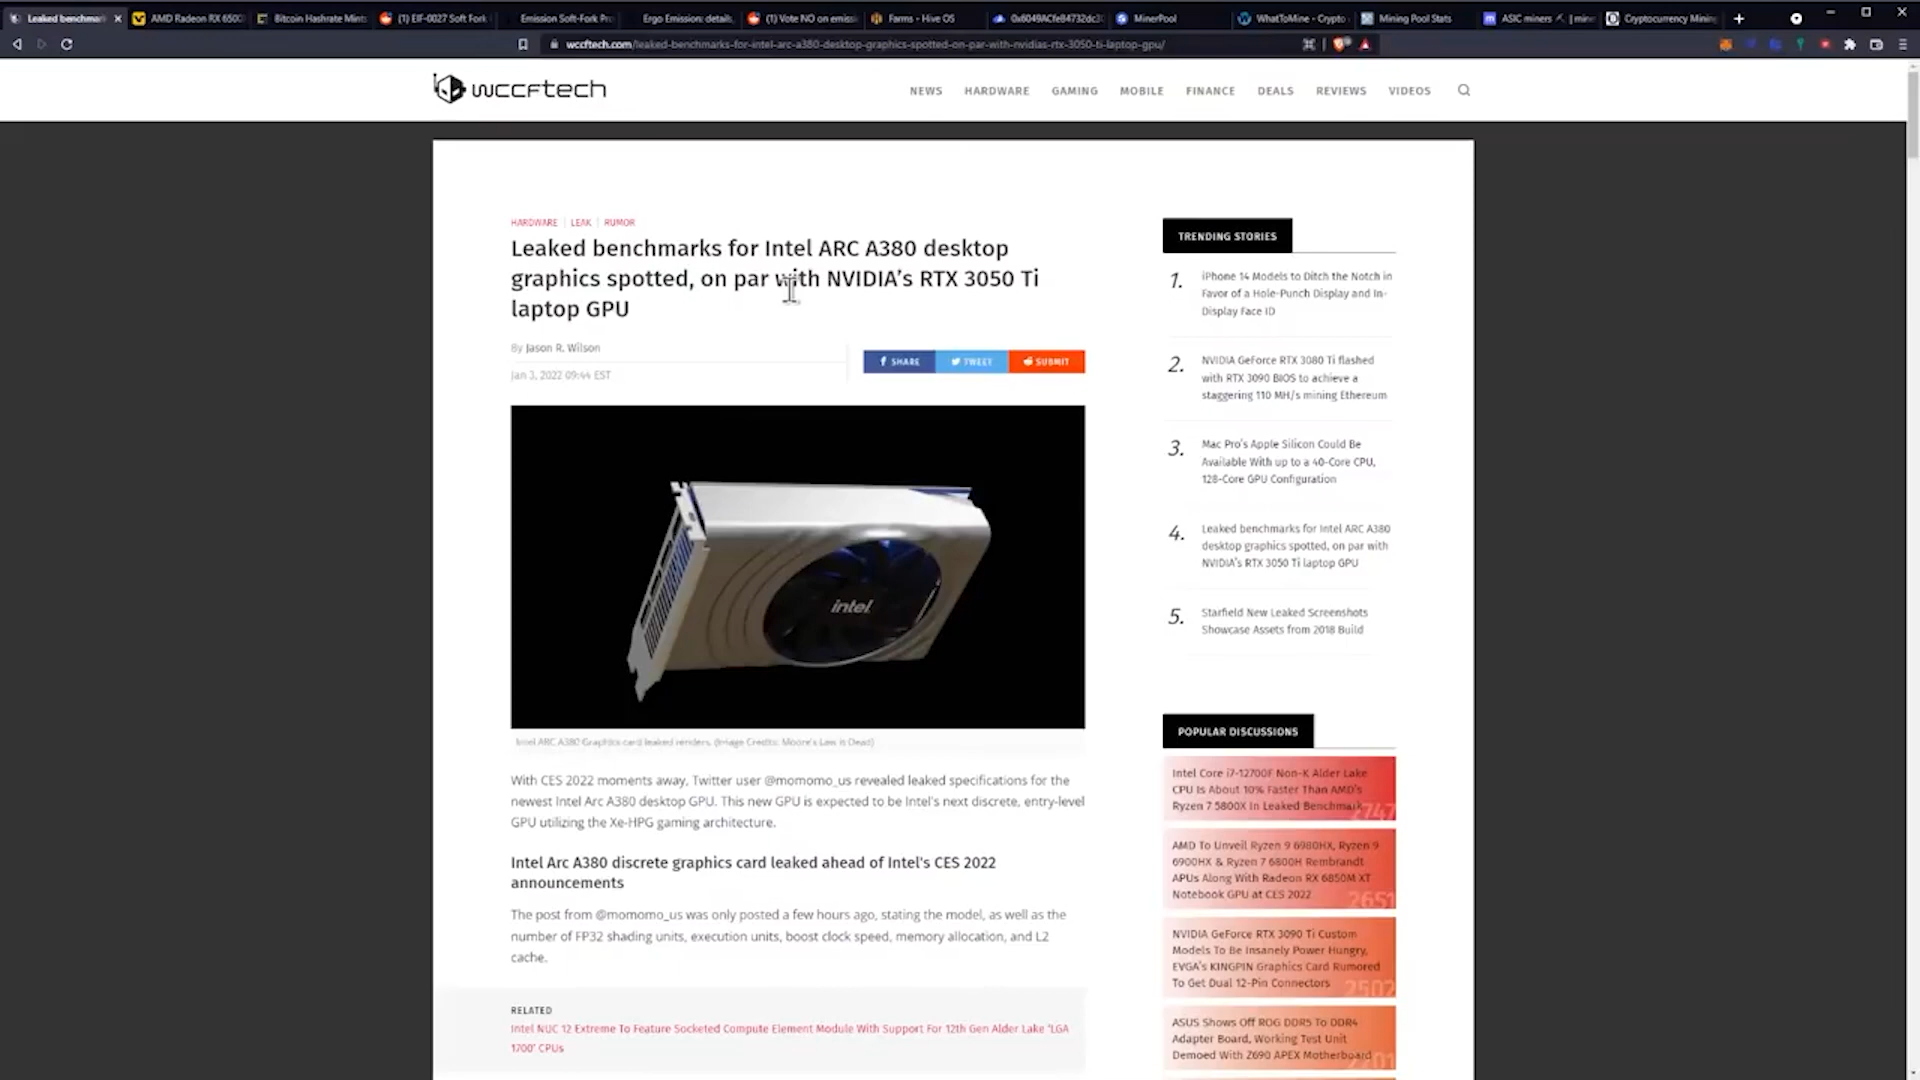 Leaked benchmar
AMD Radeon RX 6500
Bitcoin Hashrate Mints
(1) EIF-0027 Soft Fork
Emission Soft-Fork Pro
Ergo Emission: details,
(1) Vote NO on emissi
Farms - Hive OS
MinerPool
WhatToMine - Crypto
Mining Pool Stats
ASIC miners
Cryptocurrency Mining
wccftech.com/leaked-benchmarks-for-intel-arc-a380-desktop-graphics-spotted-on-par-with-nvidias-rtx-3050-ti-laptop-gpu/
wccftech
NEWS HARDWARE GAMING MOBILE FINANCE DEALS REVIEWS VIDEOS
HARDWARE | LEAK | RUMOR
Leaked benchmarks for Intel ARC A380 desktop
graphics spotted, on par with NVIDIA's RTX 3050 Ti
laptop GPU
By Jason R. Wilson
Jan 3, 2022 09:44 EST
SHARE TWEET SUBMIT
intel.
Intel ARC A380 Graphics card leaked renders. (Image Credits: Moore's Law is Dead)
With CES 2022 moments away, Twitter user @momomo_us revealed leaked specifications for the
newest Intel Arc A380 desktop GPU. This new GPU is expected to be Intel's next discrete, entry-level
GPU utilizing the Xe-HPG gaming architecture.
Intel Arc A380 discrete graphics card leaked ahead of Intel's CES 2022
announcements
The post from @momomo_us was only posted a few hours ago, stating the model, as well as the
number of FP32 shading units, execution units, boost clock speed, memory allocation, and L2
cache.
RELATED
Intel NUC 12 Extreme To Feature Socketed Compute Element Module With Support For 12th Gen Alder Lake 'LGA
1700' CPUs
TRENDING STORIES
1.
iPhone 14 Models to Ditch the Notch in
Favor of a Hole-Punch Display and In-
Display Face ID
2.
NVIDIA GeForce RTX 3080 Ti flashed
with RTX 3090 BIOS to achieve a
staggering 110 MH/s mining Ethereum
3.
Mac Pro's Apple Silicon Could Be
Available With up to a 40-Core CPU,
128-Core GPU Configuration
4.
Leaked benchmarks for Intel ARC A380
desktop graphics spotted, on par with
NVIDIA's RTX 3050 Ti laptop GPU
5.
Starfield New Leaked Screenshots
Showcase Assets from 2018 Build
POPULAR DISCUSSIONS
Intel Core i7-12700F Non-K Alder Lake
CPU Is About 10% Faster Than AMD's
Ryzen 7 5800X In Leaked Benchmark
2747
AMD To Unveil Ryzen 9 6980HX, Ryzen 9
6900HX & Ryzen 7 6800H Rembrandt
APUs Along With Radeon RX 6850M XT
Notebook GPU at CES 2022
2651
NVIDIA GeForce RTX 3090 Ti Custom
Models To Be Insanely Power Hungry,
EVGA's KINGPIN Graphics Card Rumored
To Get Dual 12-Pin Connectors
2502
ASUS Shows Off ROG DDR5 To DDR4
Adapter Board, Working Test Unit
Demoed With Z690 APEX Motherboard